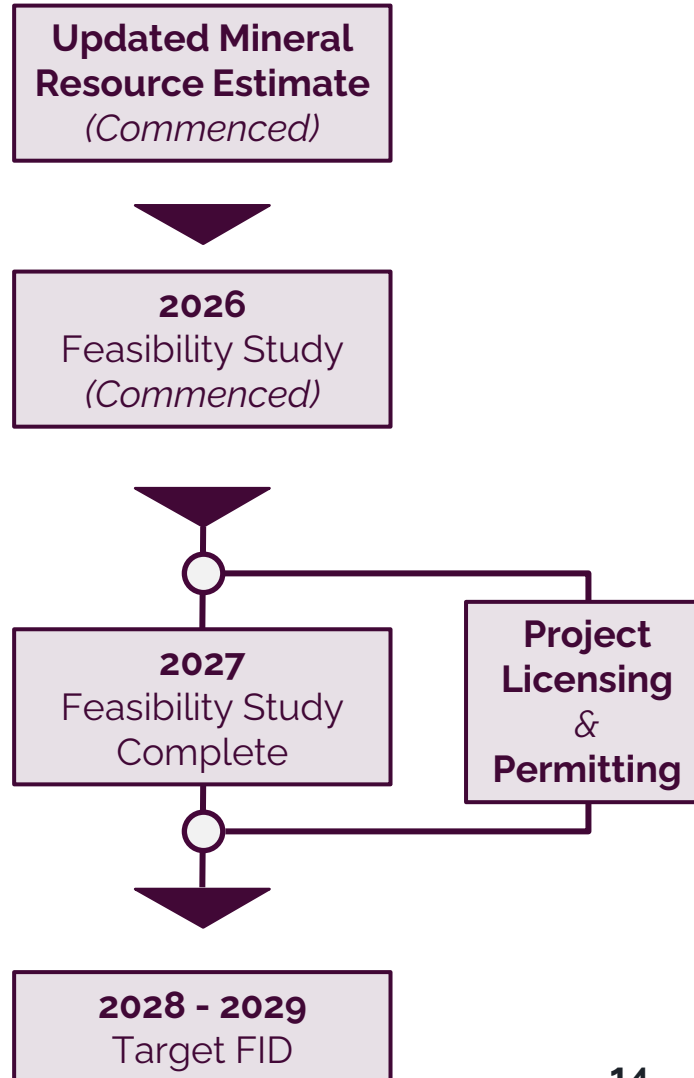 Updated Mineral
Resource Estimate
(Commenced)
2026
Feasibility Study
(Commenced)
2027
Feasibility Study
Complete
Project
Licensing
&
Permitting
2028 - 2029
Target FID
14